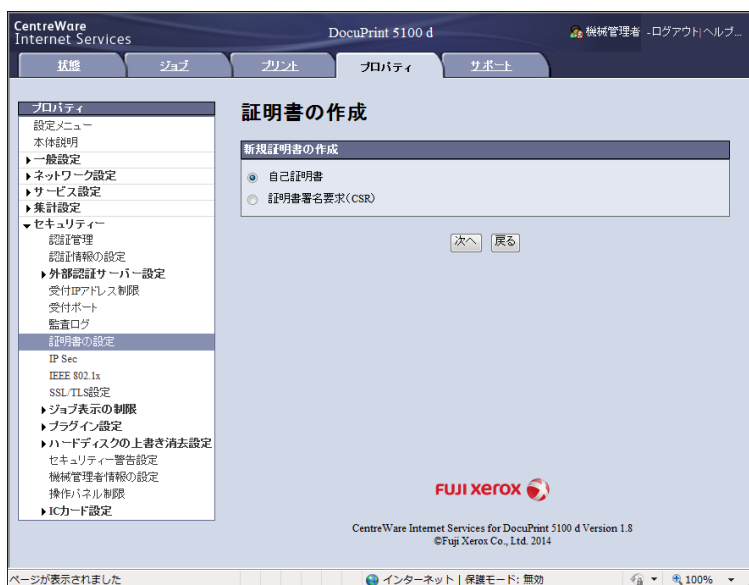 CentreWare
Internet Services
DocuPrint 5100 d
機械管理者 -ログアウト|ヘルプ...
状態 ジョブ プリント プロパティ サポート
プロパティ
設定メニュー
本体説明
一般設定
ネットワーク設定
サービス設定
集計設定
セキュリティー
認証管理
認証情報の設定
外部認証サーバー設定
受付IPアドレス制限
受付ポート
監査ログ
証明書の設定
IP Sec
IEEE 802.1x
SSL/TLS設定
ジョブ表示の制限
プラグイン設定
ハードディスクの上書き消去設定
セキュリティー警告設定
機械管理者情報の設定
操作パネル制限
ICカード設定
証明書の作成
新規証明書の作成
自己証明書
証明書署名要求(CSR)
次へ 戻る
FUJI xerox
CentreWare Internet Services for DocuPrint 5100 d Version 1.8
©Fuji Xerox Co., Ltd. 2014
ページが表示されました インターネット | 保護モード: 無効 100%